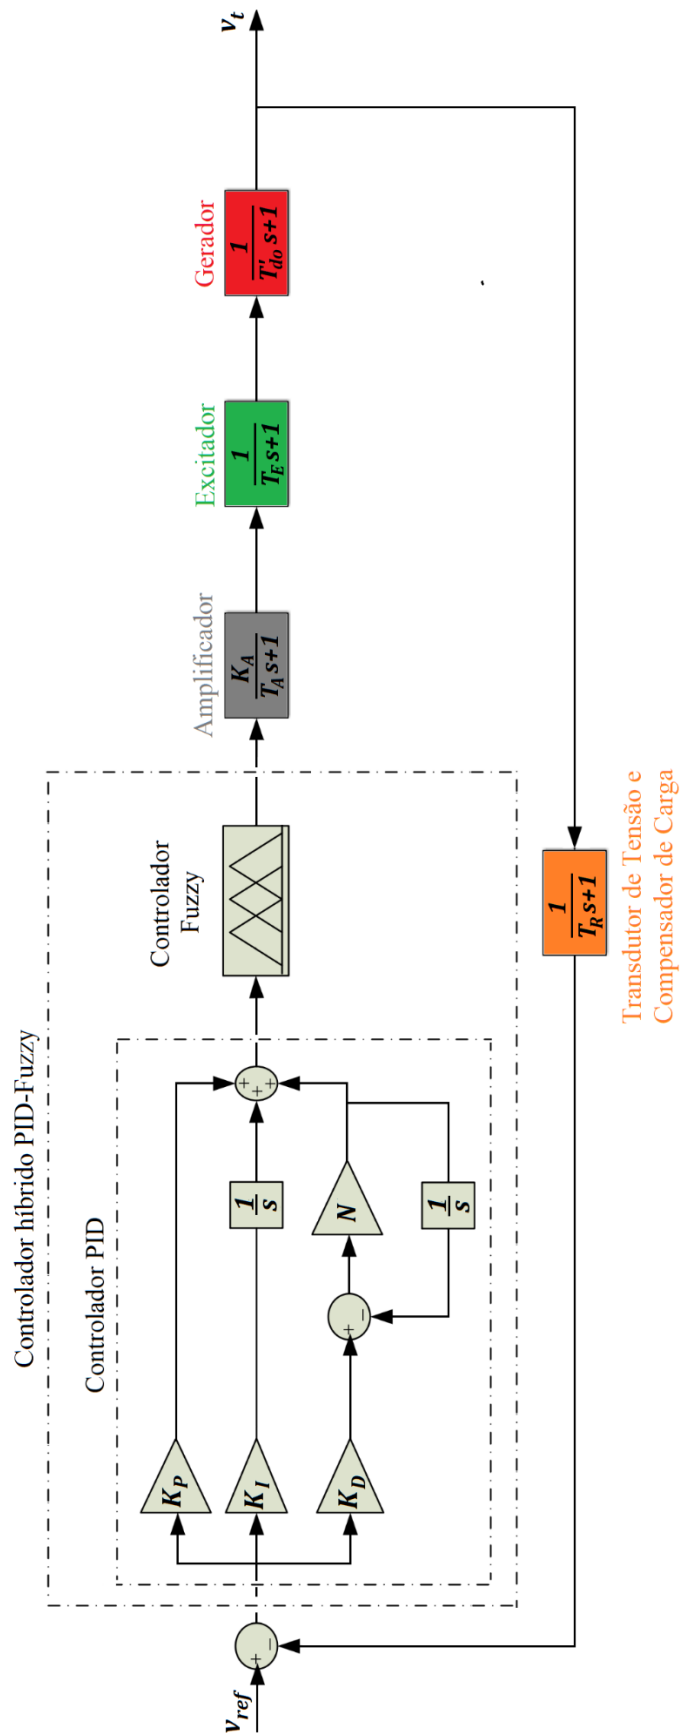 Controlador híbrido PID-Fuzzy
Controlador PID
Controlador
Fuzzy
Amplificador
Excitador
Gerador
v_ref
+
−
K_P
K_I
K_D
1/s
+
−
N
1/s
+
+
+
K_A
T_A s+1
1
T_E s+1
1
T'_do s+1
v_t
1
T_R s+1
Transdutor de Tensão e
Compensador de Carga